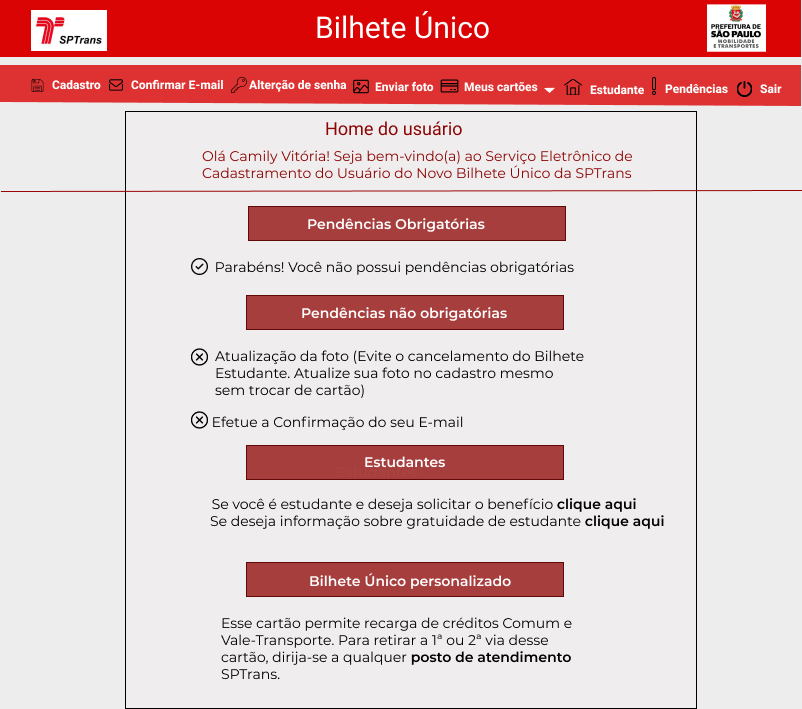 SPTrans
Bilhete Único
PREFEITURA DE
SÃO PAULO
MOBILIDADE
E TRANSPORTES
Cadastro Confirmar E-mail Alterção de senha Enviar foto Meus cartões Estudante Pendências Sair
Home do usuário
Olá Camily Vitória! Seja bem-vindo(a) ao Serviço Eletrônico de
Cadastramento do Usuário do Novo Bilhete Único da SPTrans
Pendências Obrigatórias
Parabéns! Você não possui pendências obrigatórias
Pendências não obrigatórias
Atualização da foto (Evite o cancelamento do Bilhete
Estudante. Atualize sua foto no cadastro mesmo
sem trocar de cartão)
Efetue a Confirmação do seu E-mail
Estudantes
Se você é estudante e deseja solicitar o benefício clique aqui
Se deseja informação sobre gratuidade de estudante clique aqui
Bilhete Único personalizado
Esse cartão permite recarga de créditos Comum e
Vale-Transporte. Para retirar a 1ª ou 2ª via desse
cartão, dirija-se a qualquer posto de atendimento
SPTrans.